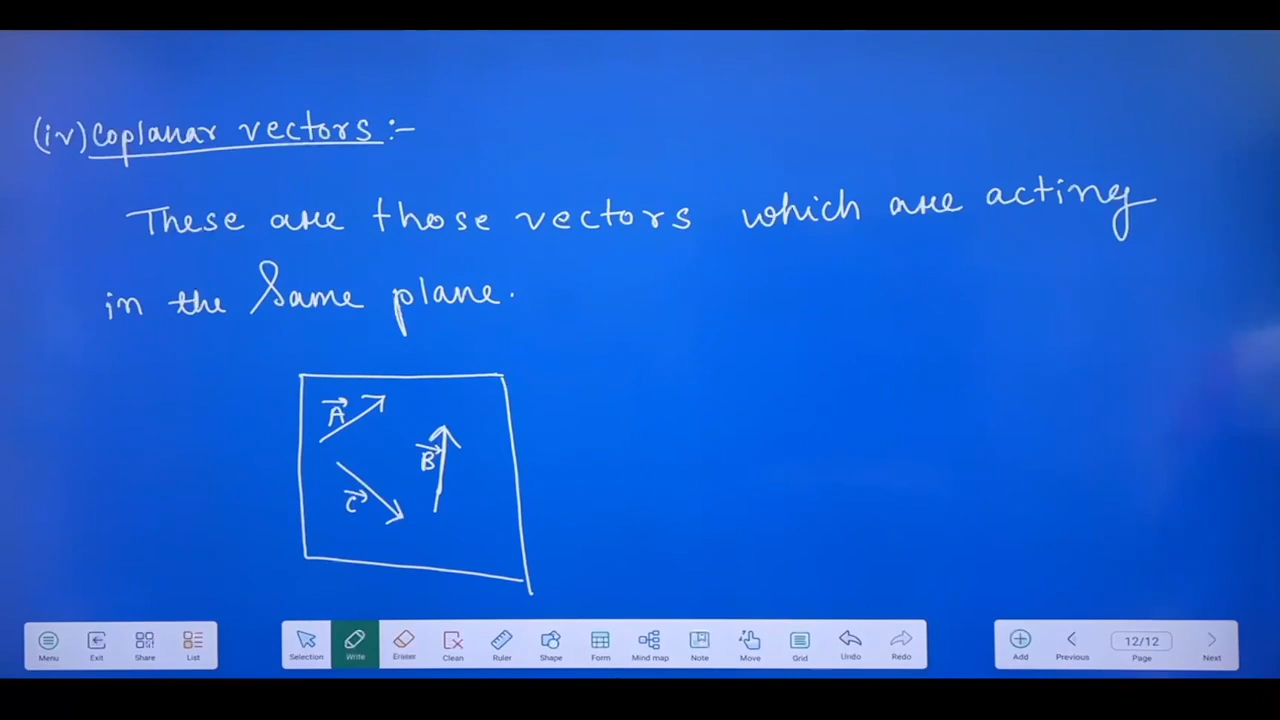 (iv) Coplanar vectors :-
These are those vectors which are acting
in the same plane.
A
B
C
Menu Exit Share List Selection Write Eraser Clean Ruler Shape Form Mind map Note Move Grid Undo Redo Add Previous 12/12 Page Next